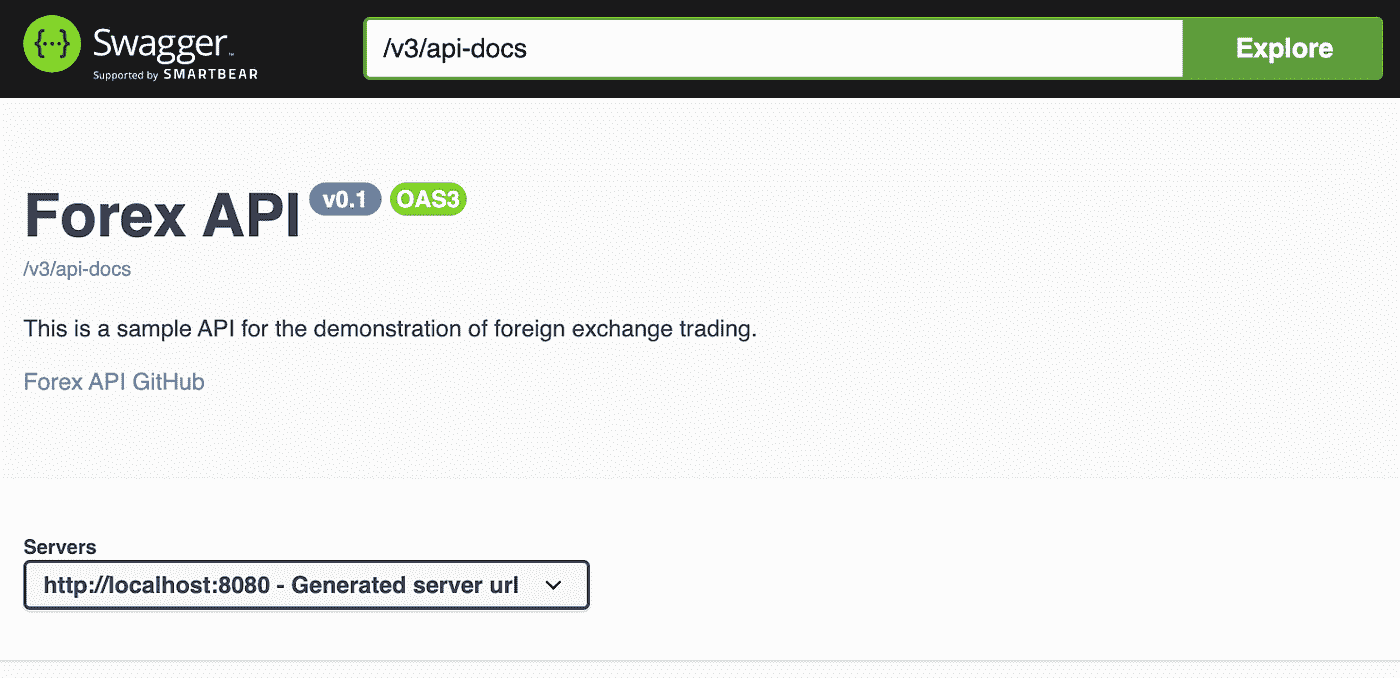 {···} Swagger™
Supported by SMARTBEAR
/v3/api-docs
Explore
Forex API v0.1 OAS3
/v3/api-docs
This is a sample API for the demonstration of foreign exchange trading.
Forex API GitHub
Servers
http://localhost:8080 - Generated server url